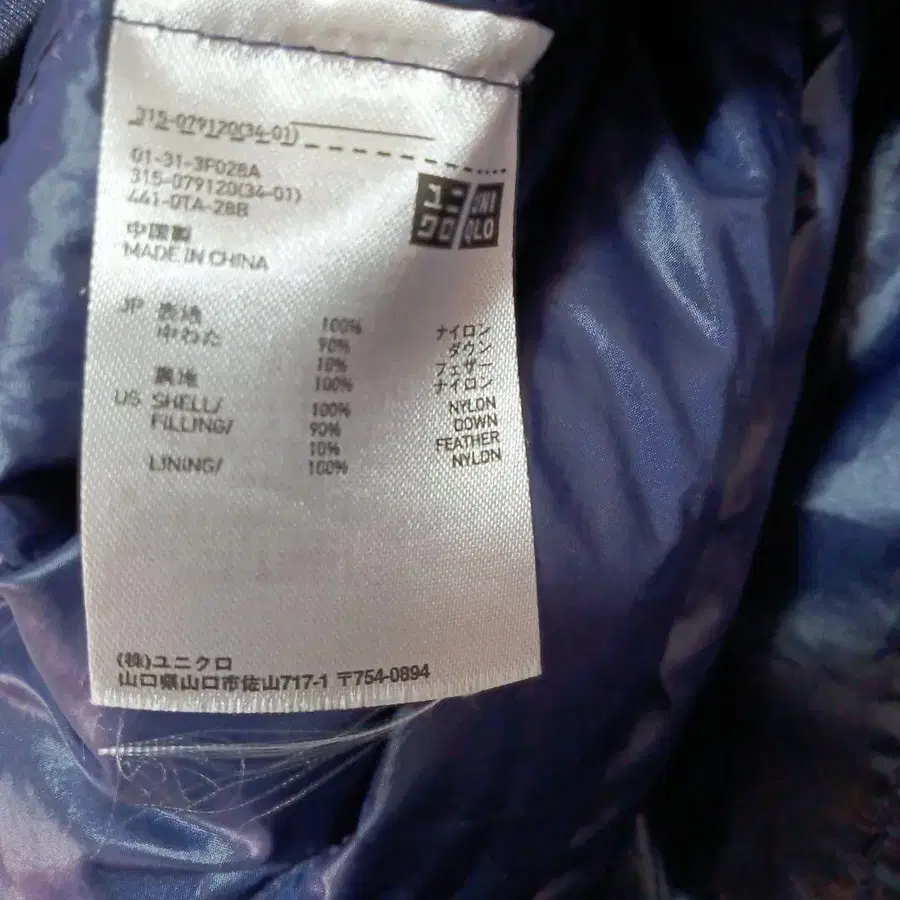 315-079120(34-01)
01-31-3F028A
315-079120(34-01)
441-0TA-28B
ユニクロ UNIQLO
中国製
MADE IN CHINA
JP 表地 100% ナイロン
中わた 90% ダウン
10% フェザー
裏地 100% ナイロン
US SHELL/ 100% NYLON
FILLING/ 90% DOWN
10% FEATHER
LINING/ 100% NYLON
(株)ユニクロ
山口県山口市佐山717-1 〒754-0894